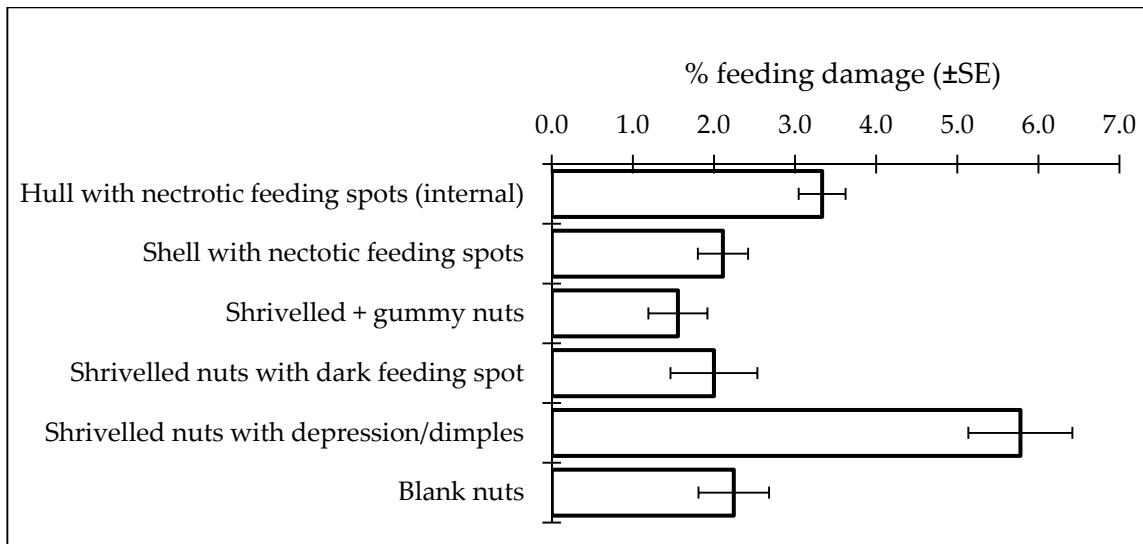 % feeding damage (±SE)
0.0 1.0 2.0 3.0 4.0 5.0 6.0 7.0
Hull with nectrotic feeding spots (internal)
Shell with nectotic feeding spots
Shrivelled + gummy nuts
Shrivelled nuts with dark feeding spot
Shrivelled nuts with depression/dimples
Blank nuts